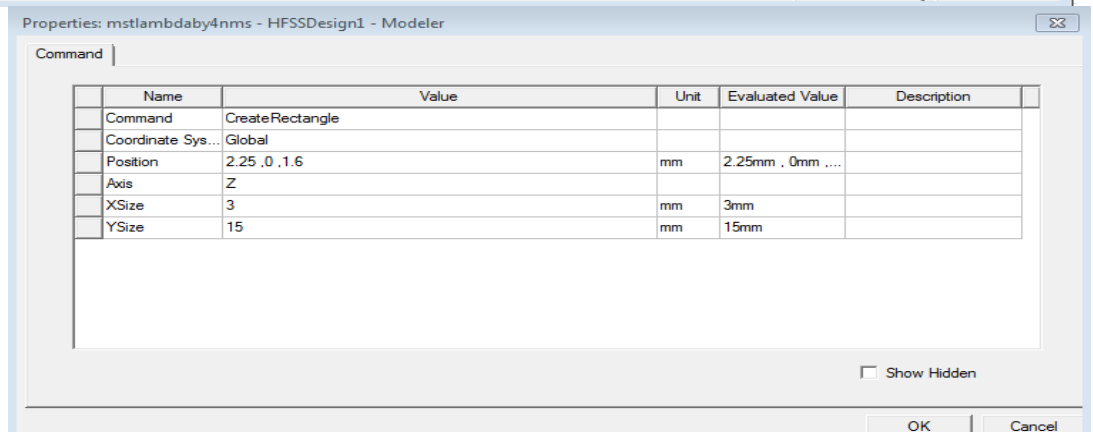 Properties: mstlambdaby4nms - HFSSDesign1 - Modeler
Command
Name Value Unit Evaluated Value Description
Command CreateRectangle
Coordinate Sys... Global
Position 2.25 ,0 ,1.6 mm 2.25mm , 0mm ,...
Axis Z
XSize 3 mm 3mm
YSize 15 mm 15mm
Show Hidden
OK Cancel